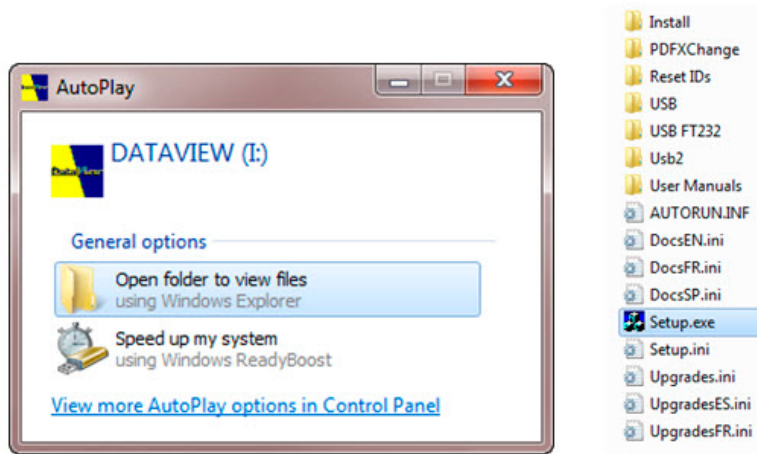 AutoPlay
DataView
DATAVIEW (I:)
General options
Open folder to view files
using Windows Explorer
Speed up my system
using Windows ReadyBoost
View more AutoPlay options in Control Panel
Install
PDFXChange
Reset IDs
USB
USB FT232
Usb2
User Manuals
AUTORUN.INF
DocsEN.ini
DocsFR.ini
DocsSP.ini
Setup.exe
Setup.ini
Upgrades.ini
UpgradesES.ini
UpgradesFR.ini